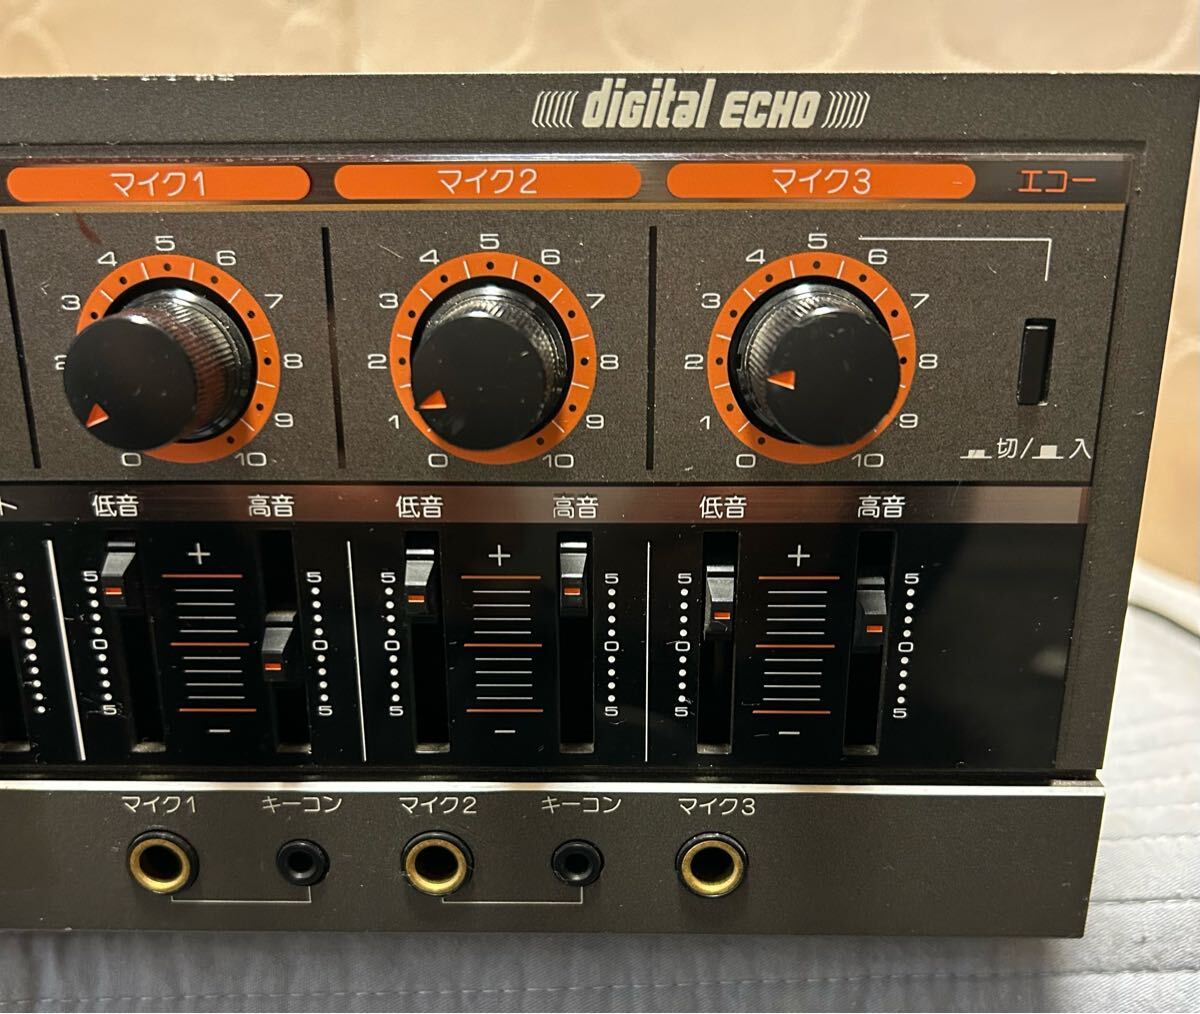 digital ECHO
マイク1 マイク2 マイク3 エコー
0 2 3 4 5 6 7 8 9 10
0 1 2 3 4 5 6 7 8 9 10
0 1 2 3 4 5 6 7 8 9 10
切/ 入
ト 低音 高音 低音 高音 低音 高音
+ + +
5 5 5 5 5 5
0 0 0 0 0 0
5 5 5 5 5 5
− − −
マイク1 キーコン マイク2 キーコン マイク3